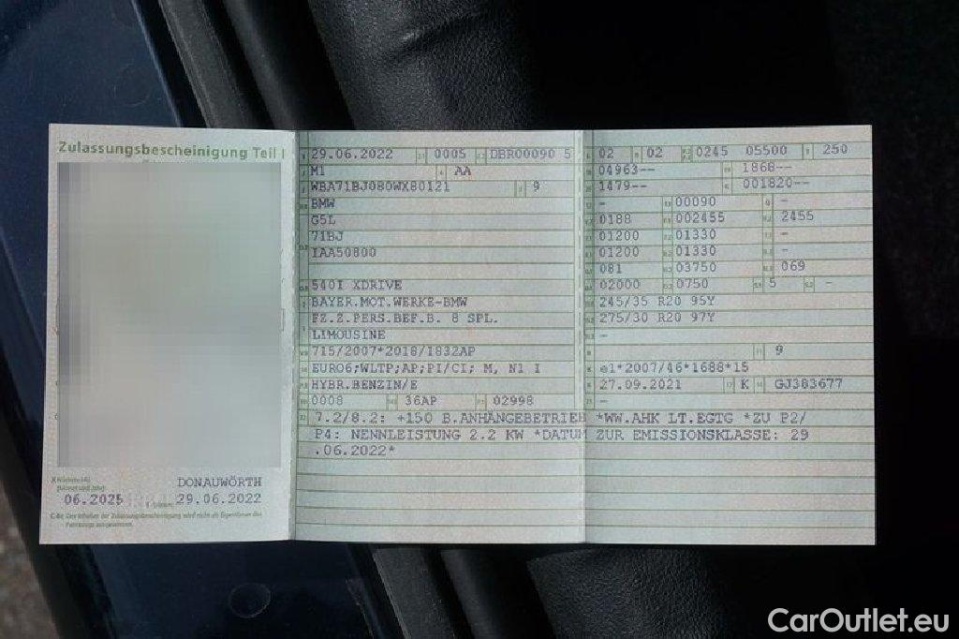 Zulassungsbescheinigung Teil I
DONAUWÖRTH
06.2025 29.06.2022
29.06.2022 0005 DBR00090 5
M1 AA
WBA71BJ080WX80121 9
BMW
G5L
71BJ
IAA50800
540I XDRIVE
BAYER.MOT.WERKE-BMW
FZ.Z.PERS.BEF.B. 8 SPL.
LIMOUSINE
715/2007*2018/1832AP
EURO6;WLTP;AP;PI/CI; M, N1 I
HYBR.BENZIN/E
0008 36AP 02998
02 02 0245 05500 250
04963-- 1868--
1479-- 001820--
- 00090 -
0188 002455 2455
01200 01330 -
01200 01330 -
081 03750 069
02000 0750 5 -
245/35 R20 95Y
275/30 R20 97Y
-
9
e1*2007/46*1688*15
27.09.2021 K GJ383677
-
7.2/8.2: +150 B.ANHÄNGEBETRIEB *WW.AHK LT.EGTG *ZU P2/
P4: NENNLEISTUNG 2.2 KW *DATUM ZUR EMISSIONSKLASSE: 29
.06.2022*
CarOutlet.eu